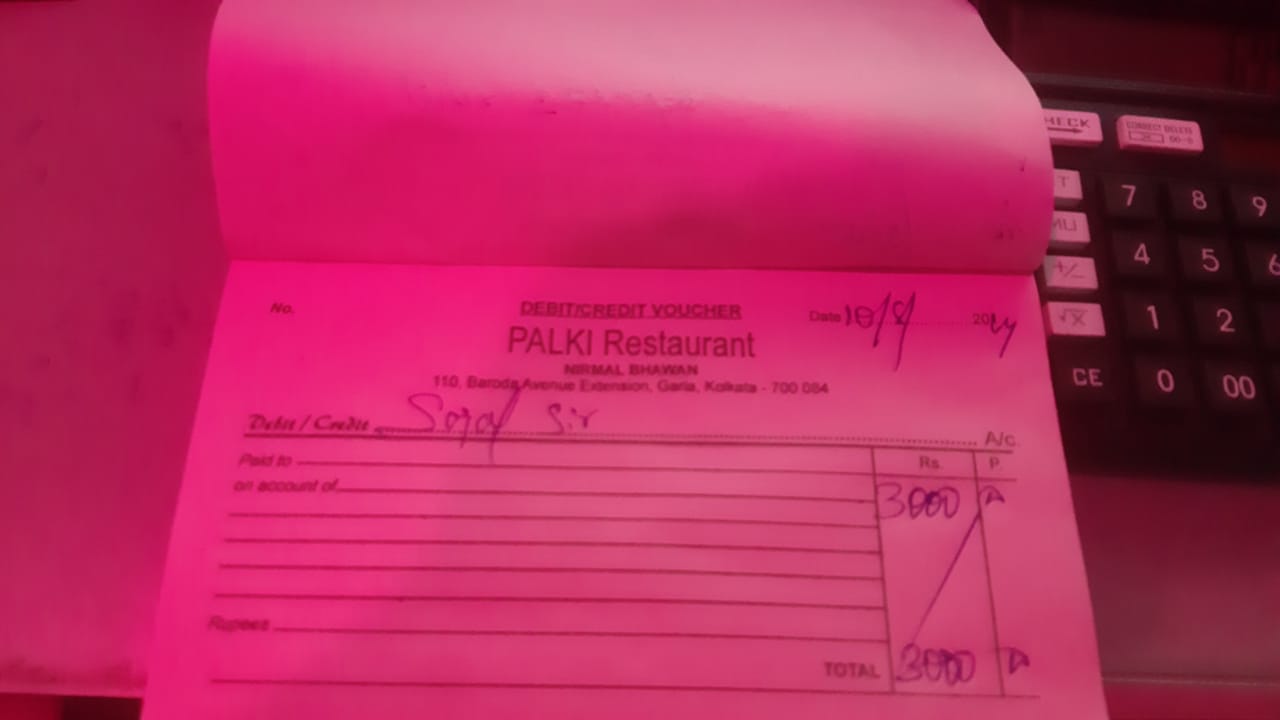 No. DEBIT/CREDIT VOUCHER Date 10/8/ 2024
PALKI Restaurant
NIRMAL BHAWAN
110, Baroda Avenue Extension, Garia, Kolkata - 700 084
Debit / Credit Sir A/c.
Paid to Rs. P.
on account of 3000
Rupees
TOTAL 3000
CHECK CORRECT DELETE 00→0
7 8 9
MU
+/- 4 5 6
√x 1 2
CE 0 00